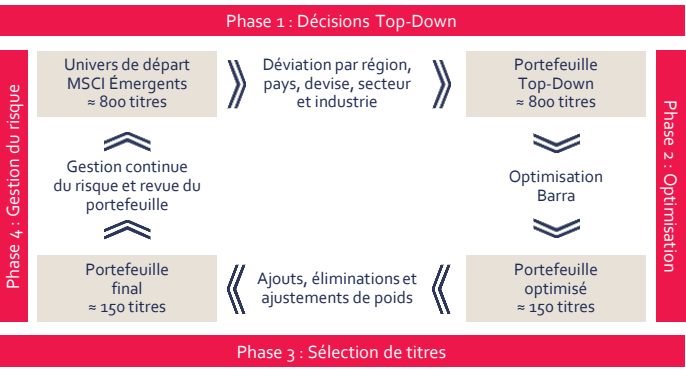 Phase 1 : Décisions Top-Down
Univers de départ
MSCI Émergents
≈ 800 titres
Déviation par région,
pays, devise, secteur
et industrie
Portefeuille
Top-Down
≈ 800 titres
Phase 2 : Optimisation
Optimisation
Barra
Portefeuille
optimisé
≈ 150 titres
Ajouts, éliminations et
ajustements de poids
Portefeuille
final
≈ 150 titres
Gestion continue
du risque et revue du
portefeuille
Phase 4 : Gestion du risque
Phase 3 : Sélection de titres